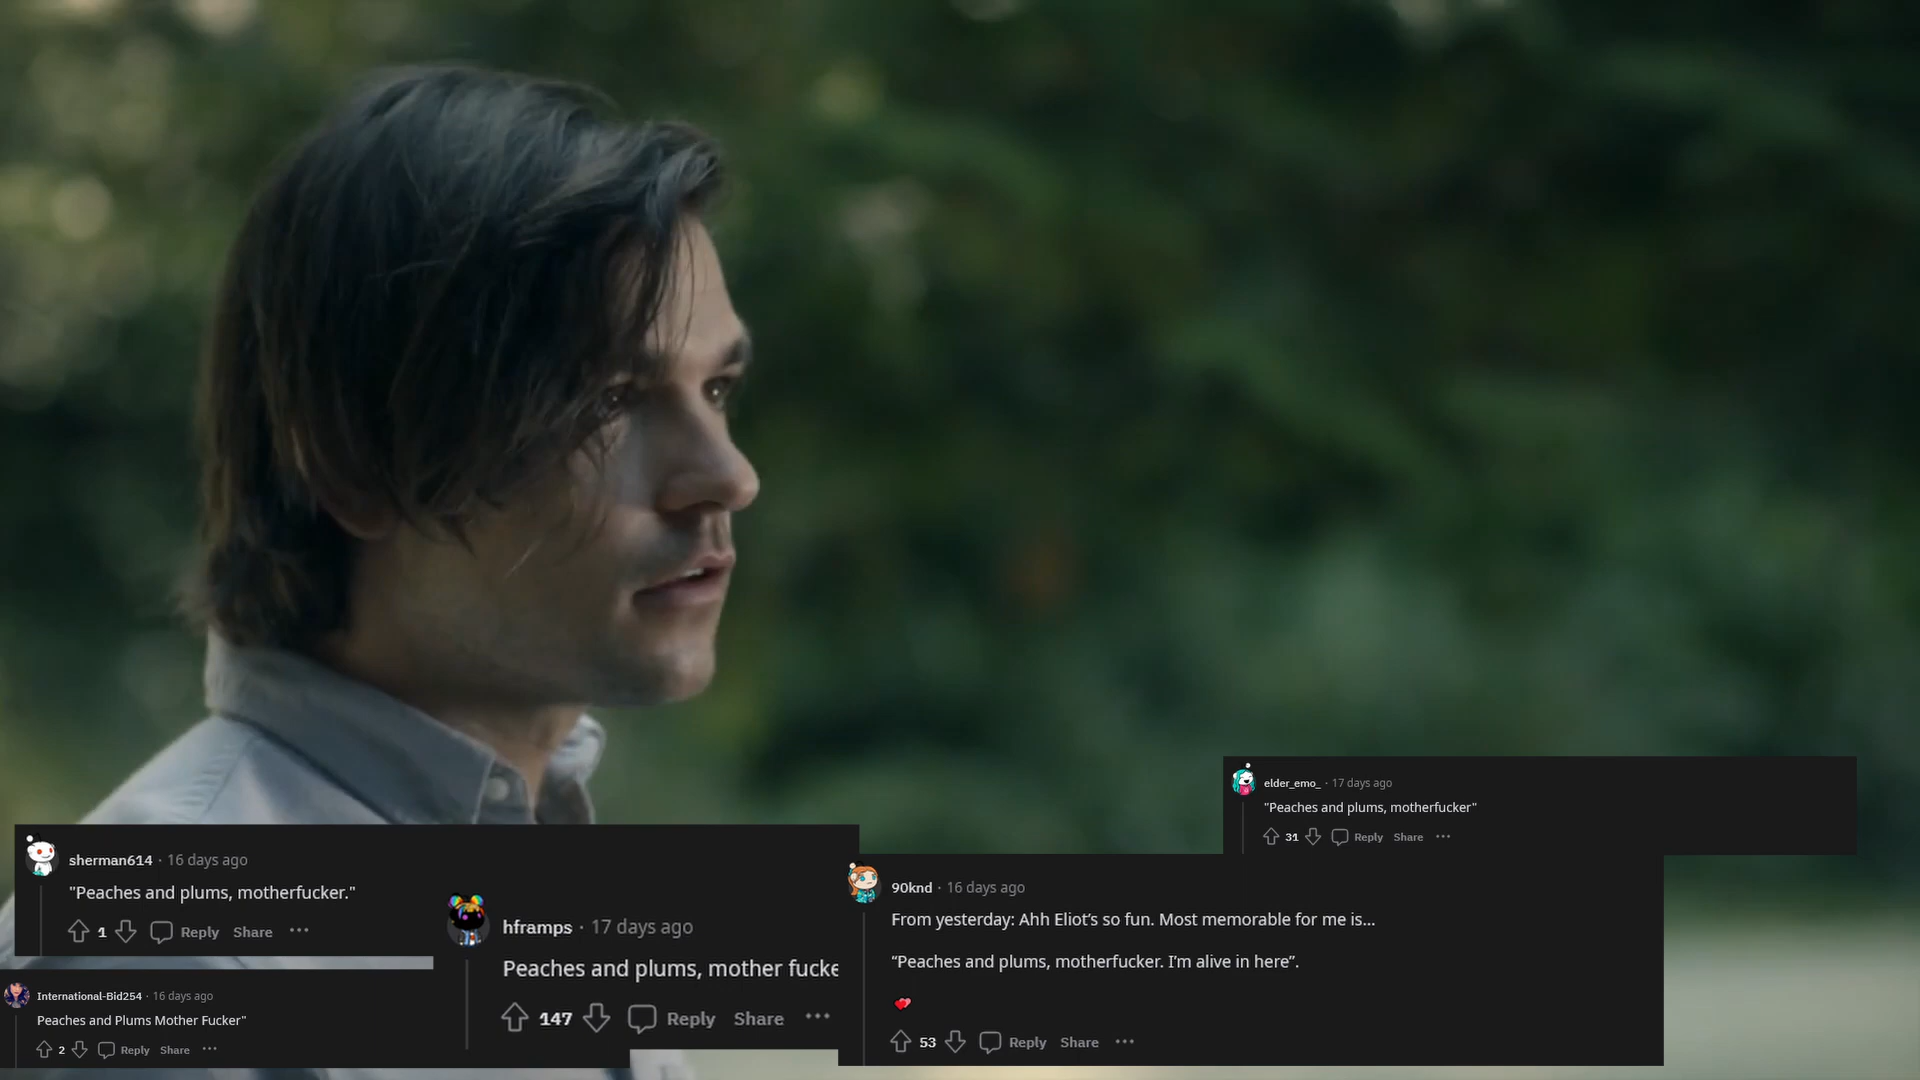 elder_emo_ · 17 days ago
"Peaches and plums, motherfucker"
31 Reply Share ···
sherman614 · 16 days ago
"Peaches and plums, motherfucker."
1 Reply Share ···
90knd · 16 days ago
From yesterday: Ahh Eliot’s so fun. Most memorable for me is...
“Peaches and plums, motherfucker. I’m alive in here”.
53 Reply Share ···
hframps · 17 days ago
Peaches and plums, mother fucke
147 Reply Share ···
International-Bid254 · 16 days ago
Peaches and Plums Mother Fucker"
2 Reply Share ···